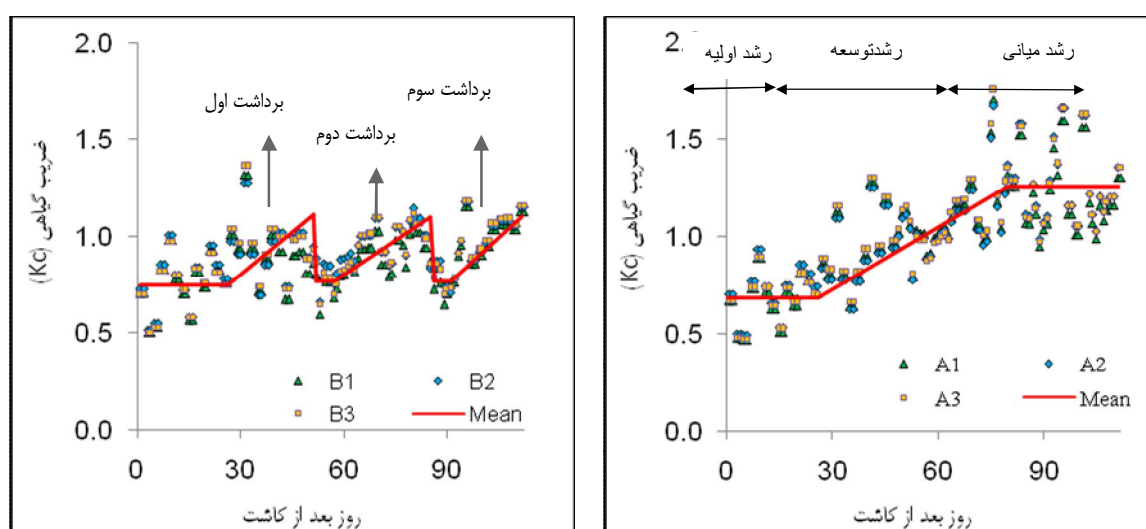 2.0
1.5
1.0
0.5
0.0
ضریب گیاهی (Kc)
برداشت اول
برداشت دوم
برداشت سوم
B1
B2
B3
Mean
0 30 60 90
روز بعد از کاشت
2.0
1.5
1.0
0.5
0.0
ضریب گیاهی (Kc)
رشد اولیه
رشدتوسعه
رشد میانی
A1
A2
A3
Mean
0 30 60 90
روز بعد از کاشت